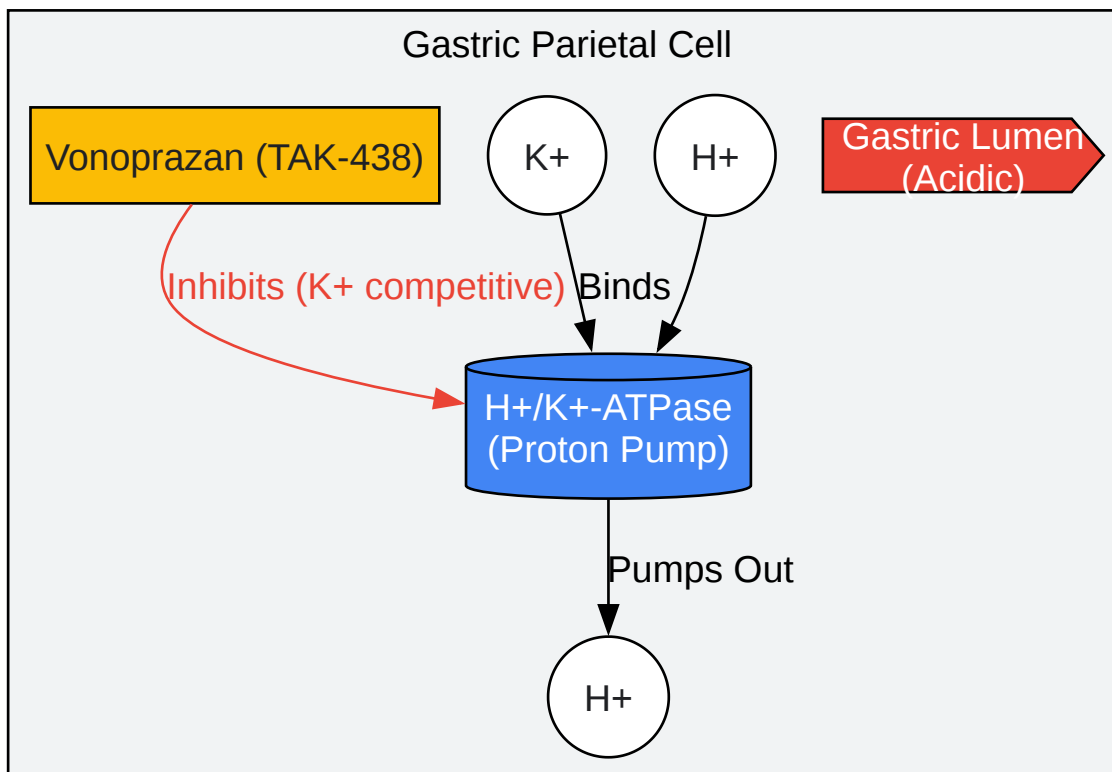 Gastric Parietal Cell
Vonoprazan (TAK-438)
K+
H+
Gastric Lumen
(Acidic)
Inhibits (K+ competitive)
Binds
H+/K+-ATPase
(Proton Pump)
Pumps Out
H+